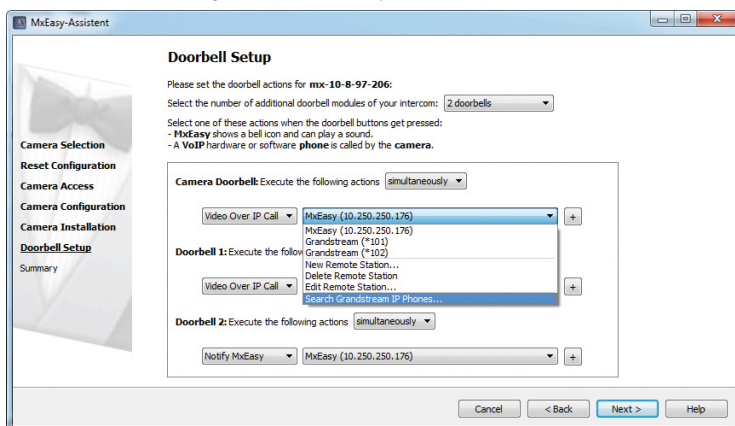 MxEasy-Assistent
Doorbell Setup
Please set the doorbell actions for mx-10-8-97-206:
Select the number of additional doorbell modules of your intercom: 2 doorbells
Select one of these actions when the doorbell buttons get pressed:
- MxEasy shows a bell icon and can play a sound.
- A VoIP hardware or software phone is called by the camera.
Camera Selection
Reset Configuration
Camera Access
Camera Configuration
Camera Installation
Doorbell Setup
Summary
Camera Doorbell: Execute the following actions simultaneously
Video Over IP Call MxEasy (10.250.250.176) +
MxEasy (10.250.250.176)
Grandstream (*101)
Grandstream (*102)
New Remote Station...
Delete Remote Station
Edit Remote Station...
Search Grandstream IP Phones...
Doorbell 1: Execute the follow
Video Over IP Call +
Doorbell 2: Execute the following actions simultaneously
Notify MxEasy MxEasy (10.250.250.176) +
Cancel < Back Next > Help